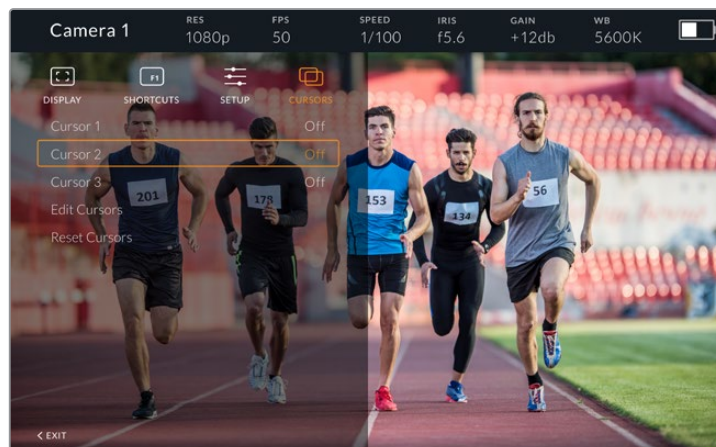 Camera 1
RES FPS SPEED IRIS GAIN WB
1080p 50 1/100 f5.6 +12db 5600K
F1
DISPLAY SHORTCUTS SETUP CURSORS
Cursor 1 Off
Cursor 2 Off
Cursor 3 Off
Edit Cursors
Reset Cursors
201
178
153
134
56
< EXIT